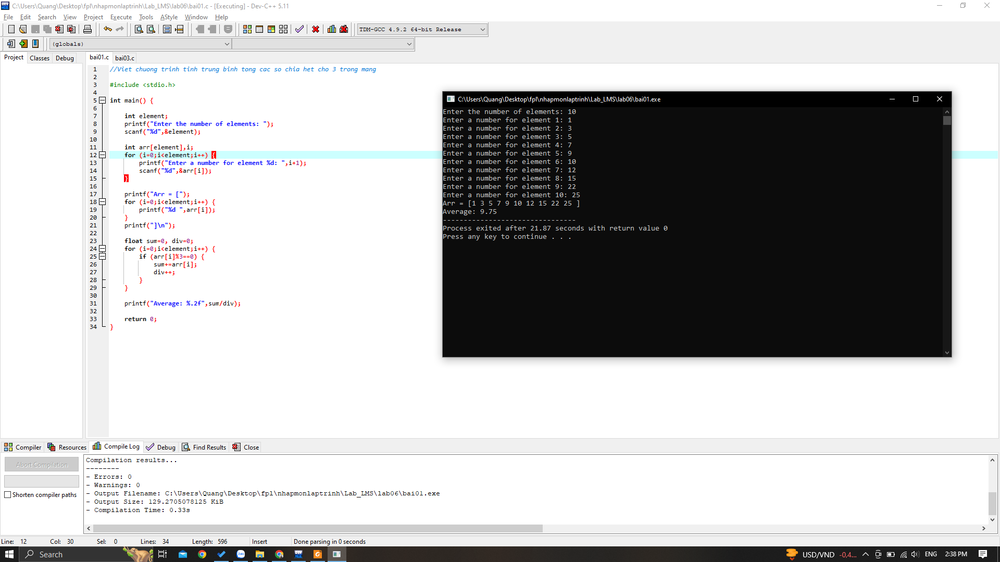 C:\Users\Quang\Desktop\fpl\nhapmonlaptrinh\Lab_LMS\lab06\bai01.c - [Executing] - Dev-C++ 5.11
File Edit Search View Project Execute Tools AStyle Window Help
TDM-GCC 4.9.2 64-bit Release
(globals)
Project Classes Debug
bai01.c bai03.c
1 //Viet chuong trinh tinh trung binh tong cac so chia het cho 3 trong mang
2
3 #include <stdio.h>
4
5 int main() {
6
7 int element;
8 printf("Enter the number of elements: ");
9 scanf("%d",&element);
10
11 int arr[element],i;
12 for (i=0;i<element;i++) {
13 printf("Enter a number for element %d: ",i+1);
14 scanf("%d",&arr[i]);
15 }
16
17 printf("Arr = [");
18 for (i=0;i<element;i++) {
19 printf("%d ",arr[i]);
20 }
21 printf("]\n");
22
23 float sum=0, div=0;
24 for (i=0;i<element;i++) {
25 if (arr[i]%3==0) {
26 sum+=arr[i];
27 div++;
28 }
29 }
30
31 printf("Average: %.2f",sum/div);
32
33 return 0;
34 }
C:\Users\Quang\Desktop\fpl\nhapmonlaptrinh\Lab_LMS\lab06\bai01.exe
Enter the number of elements: 10
Enter a number for element 1: 1
Enter a number for element 2: 3
Enter a number for element 3: 5
Enter a number for element 4: 7
Enter a number for element 5: 9
Enter a number for element 6: 10
Enter a number for element 7: 12
Enter a number for element 8: 15
Enter a number for element 9: 22
Enter a number for element 10: 25
Arr = [1 3 5 7 9 10 12 15 22 25 ]
Average: 9.75
--------------------------------
Process exited after 21.87 seconds with return value 0
Press any key to continue . . .
Compiler Resources Compile Log Debug Find Results Close
Abort Compilation
Shorten compiler paths
Compilation results...
--------
- Errors: 0
- Warnings: 0
- Output Filename: C:\Users\Quang\Desktop\fpl\nhapmonlaptrinh\Lab_LMS\lab06\bai01.exe
- Output Size: 129.2705078125 KiB
- Compilation Time: 0.33s
Line: 12 Col: 30 Sel: 0 Lines: 34 Length: 596 Insert Done parsing in 0 seconds
Search
USD/VND -0,4... ENG 2:38 PM